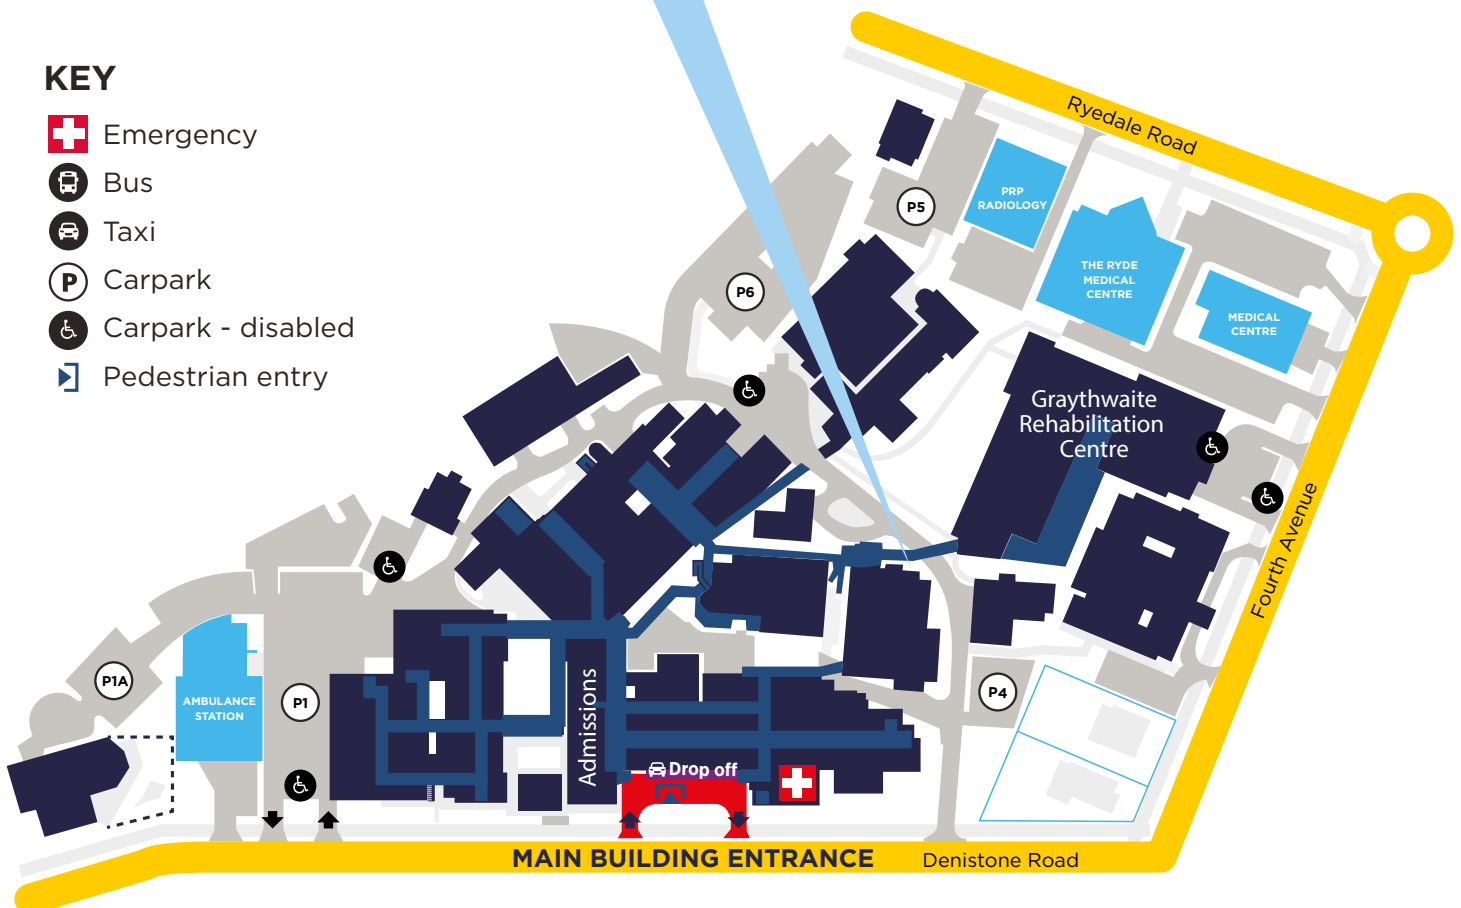 KEY
Emergency
Bus
Taxi
P Carpark
Carpark - disabled
Pedestrian entry
Ryedale Road
P5
PRP
RADIOLOGY
THE RYDE
MEDICAL
CENTRE
P6
MEDICAL
CENTRE
Graythwaite
Rehabilitation
Centre
Fourth Avenue
P1A
AMBULANCE
STATION
P1
Admissions
P4
Drop off
MAIN BUILDING ENTRANCE
Denistone Road